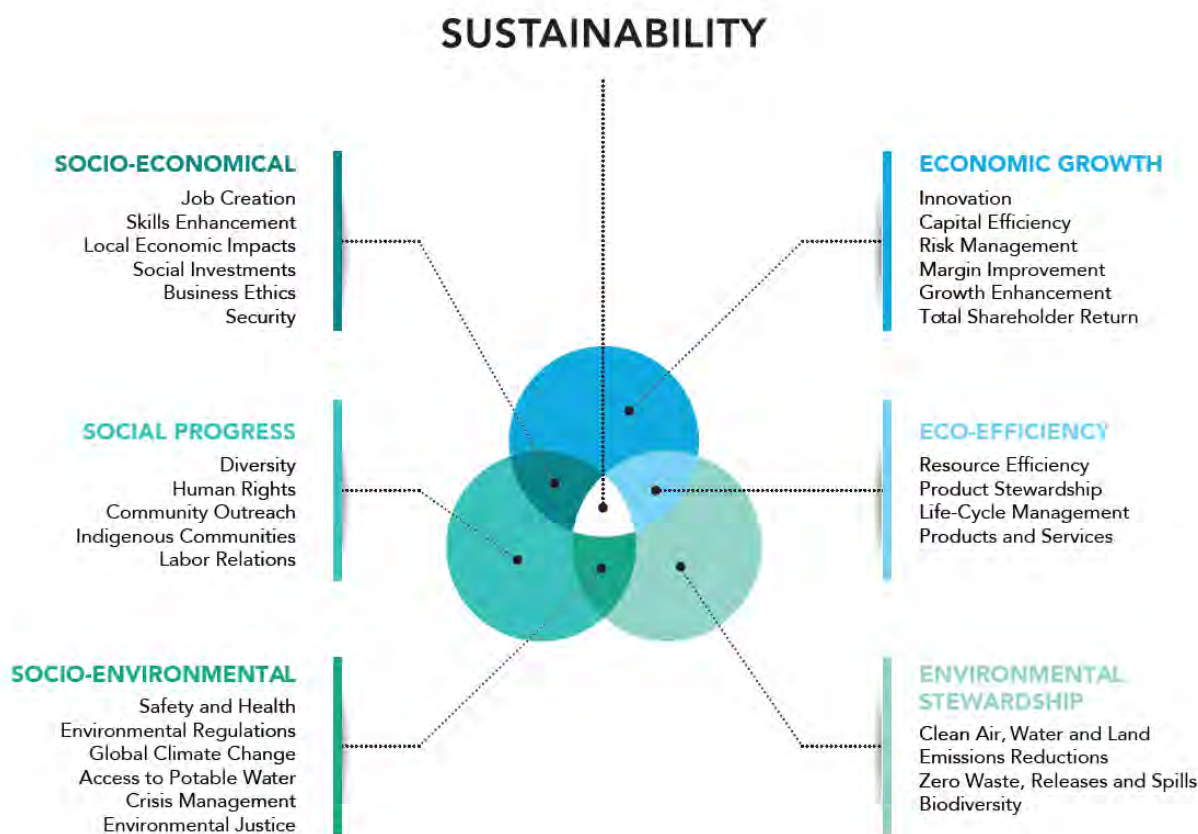 SUSTAINABILITY
SOCIO-ECONOMICAL
Job Creation
Skills Enhancement
Local Economic Impacts
Social Investments
Business Ethics
Security
ECONOMIC GROWTH
Innovation
Capital Efficiency
Risk Management
Margin Improvement
Growth Enhancement
Total Shareholder Return
SOCIAL PROGRESS
Diversity
Human Rights
Community Outreach
Indigenous Communities
Labor Relations
ECO-EFFICIENCY
Resource Efficiency
Product Stewardship
Life-Cycle Management
Products and Services
SOCIO-ENVIRONMENTAL
Safety and Health
Environmental Regulations
Global Climate Change
Access to Potable Water
Crisis Management
Environmental Justice
ENVIRONMENTAL
STEWARDSHIP
Clean Air, Water and Land
Emissions Reductions
Zero Waste, Releases and Spills
Biodiversity